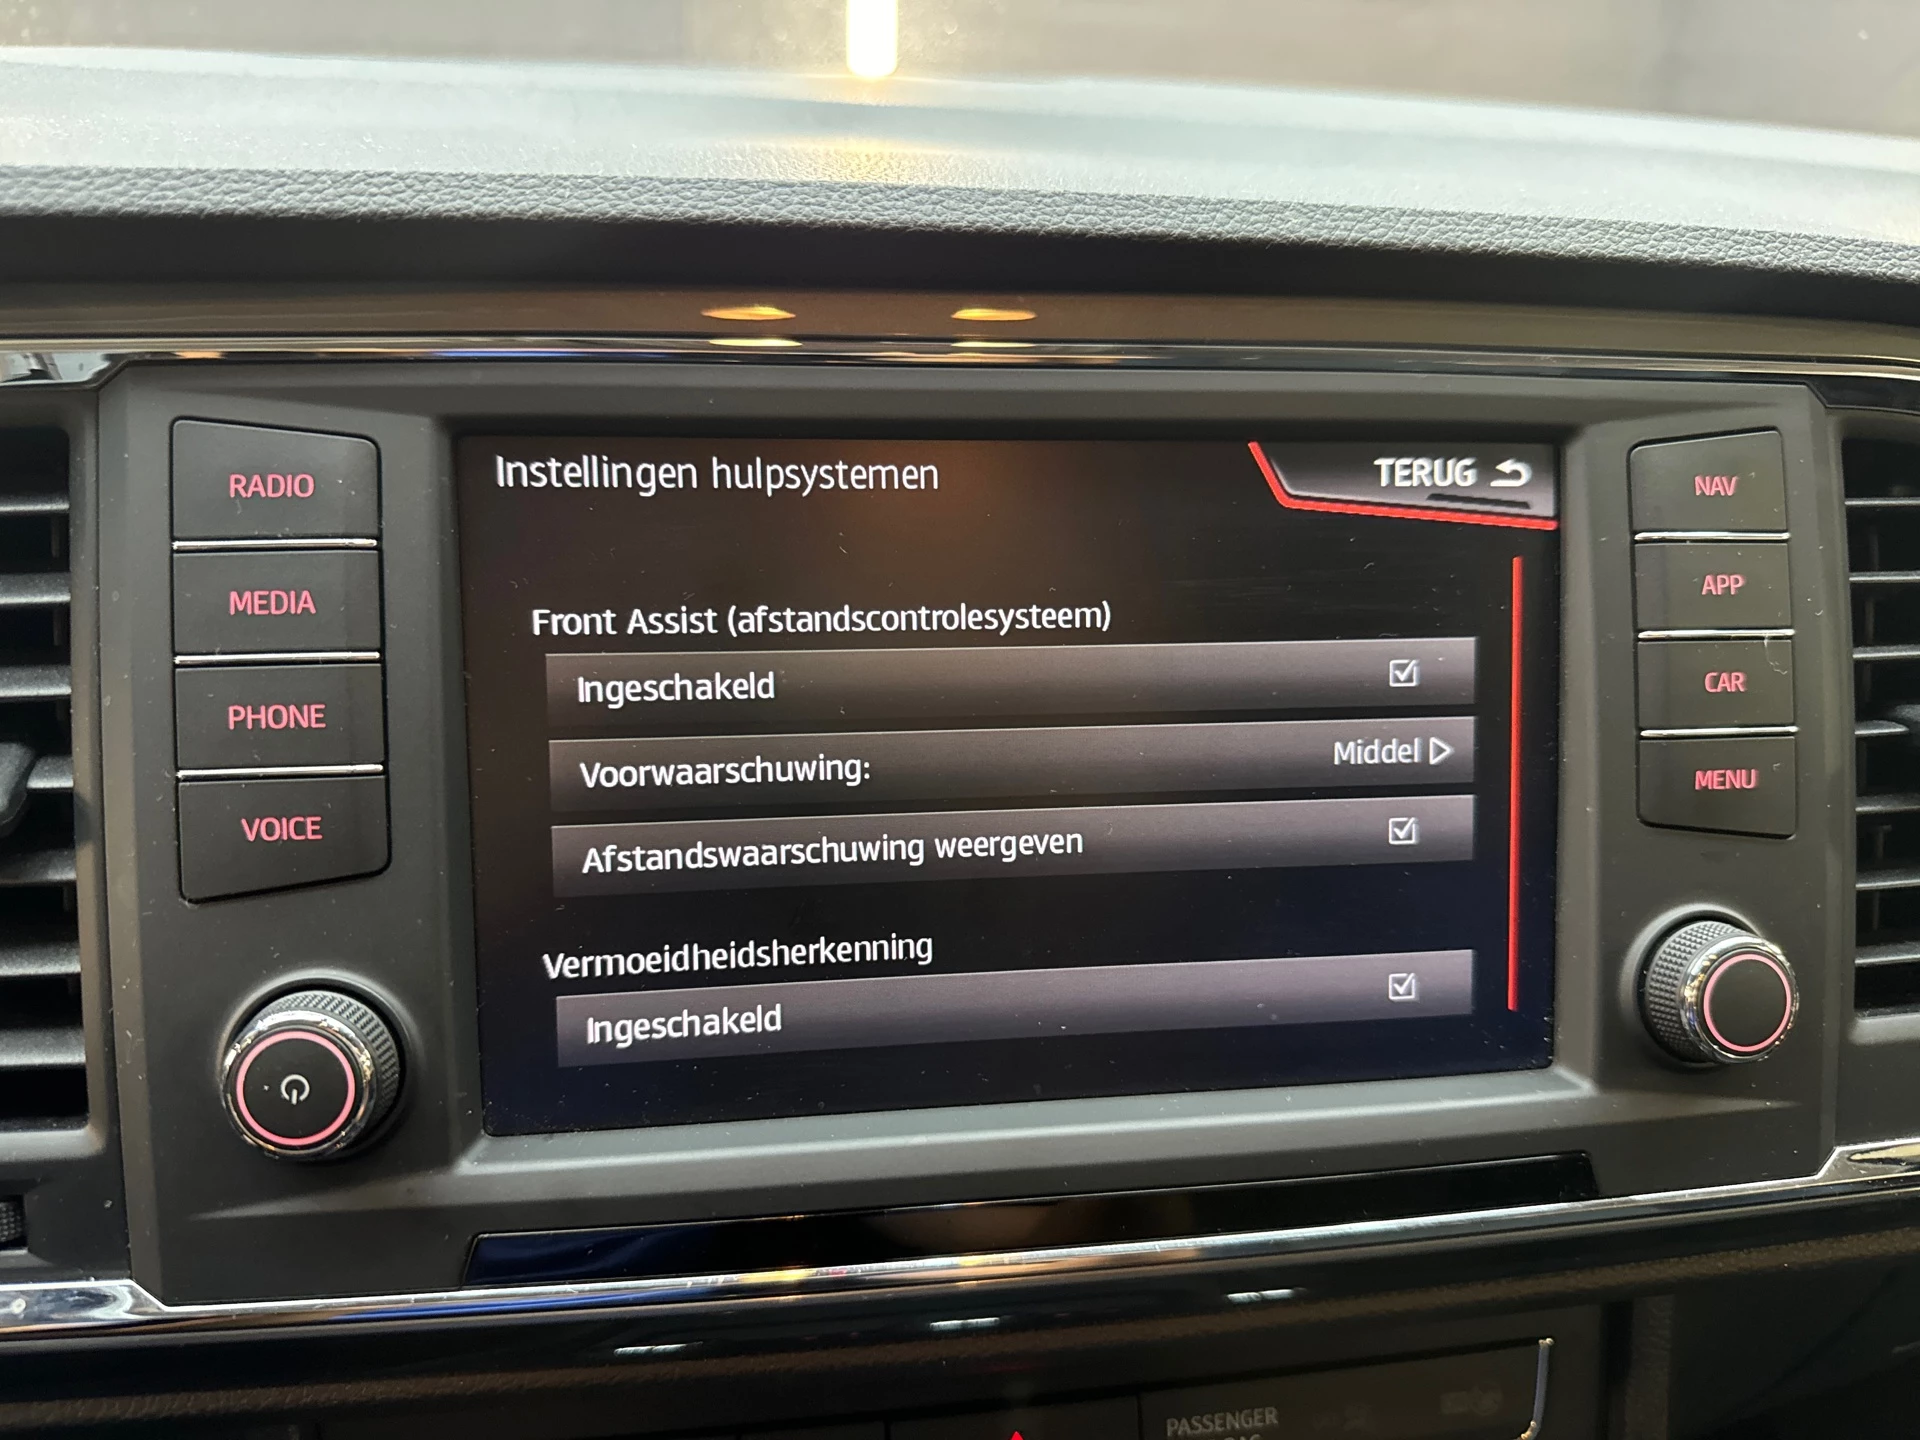 RADIO
MEDIA
PHONE
VOICE
Instellingen hulpsystemen
TERUG
Front Assist (afstandscontrolesysteem)
Ingeschakeld
Voorwaarschuwing:
Middel
Afstandswaarschuwing weergeven
Vermoeidheidsherkenning
Ingeschakeld
NAV
APP
CAR
MENU
PASSENGER